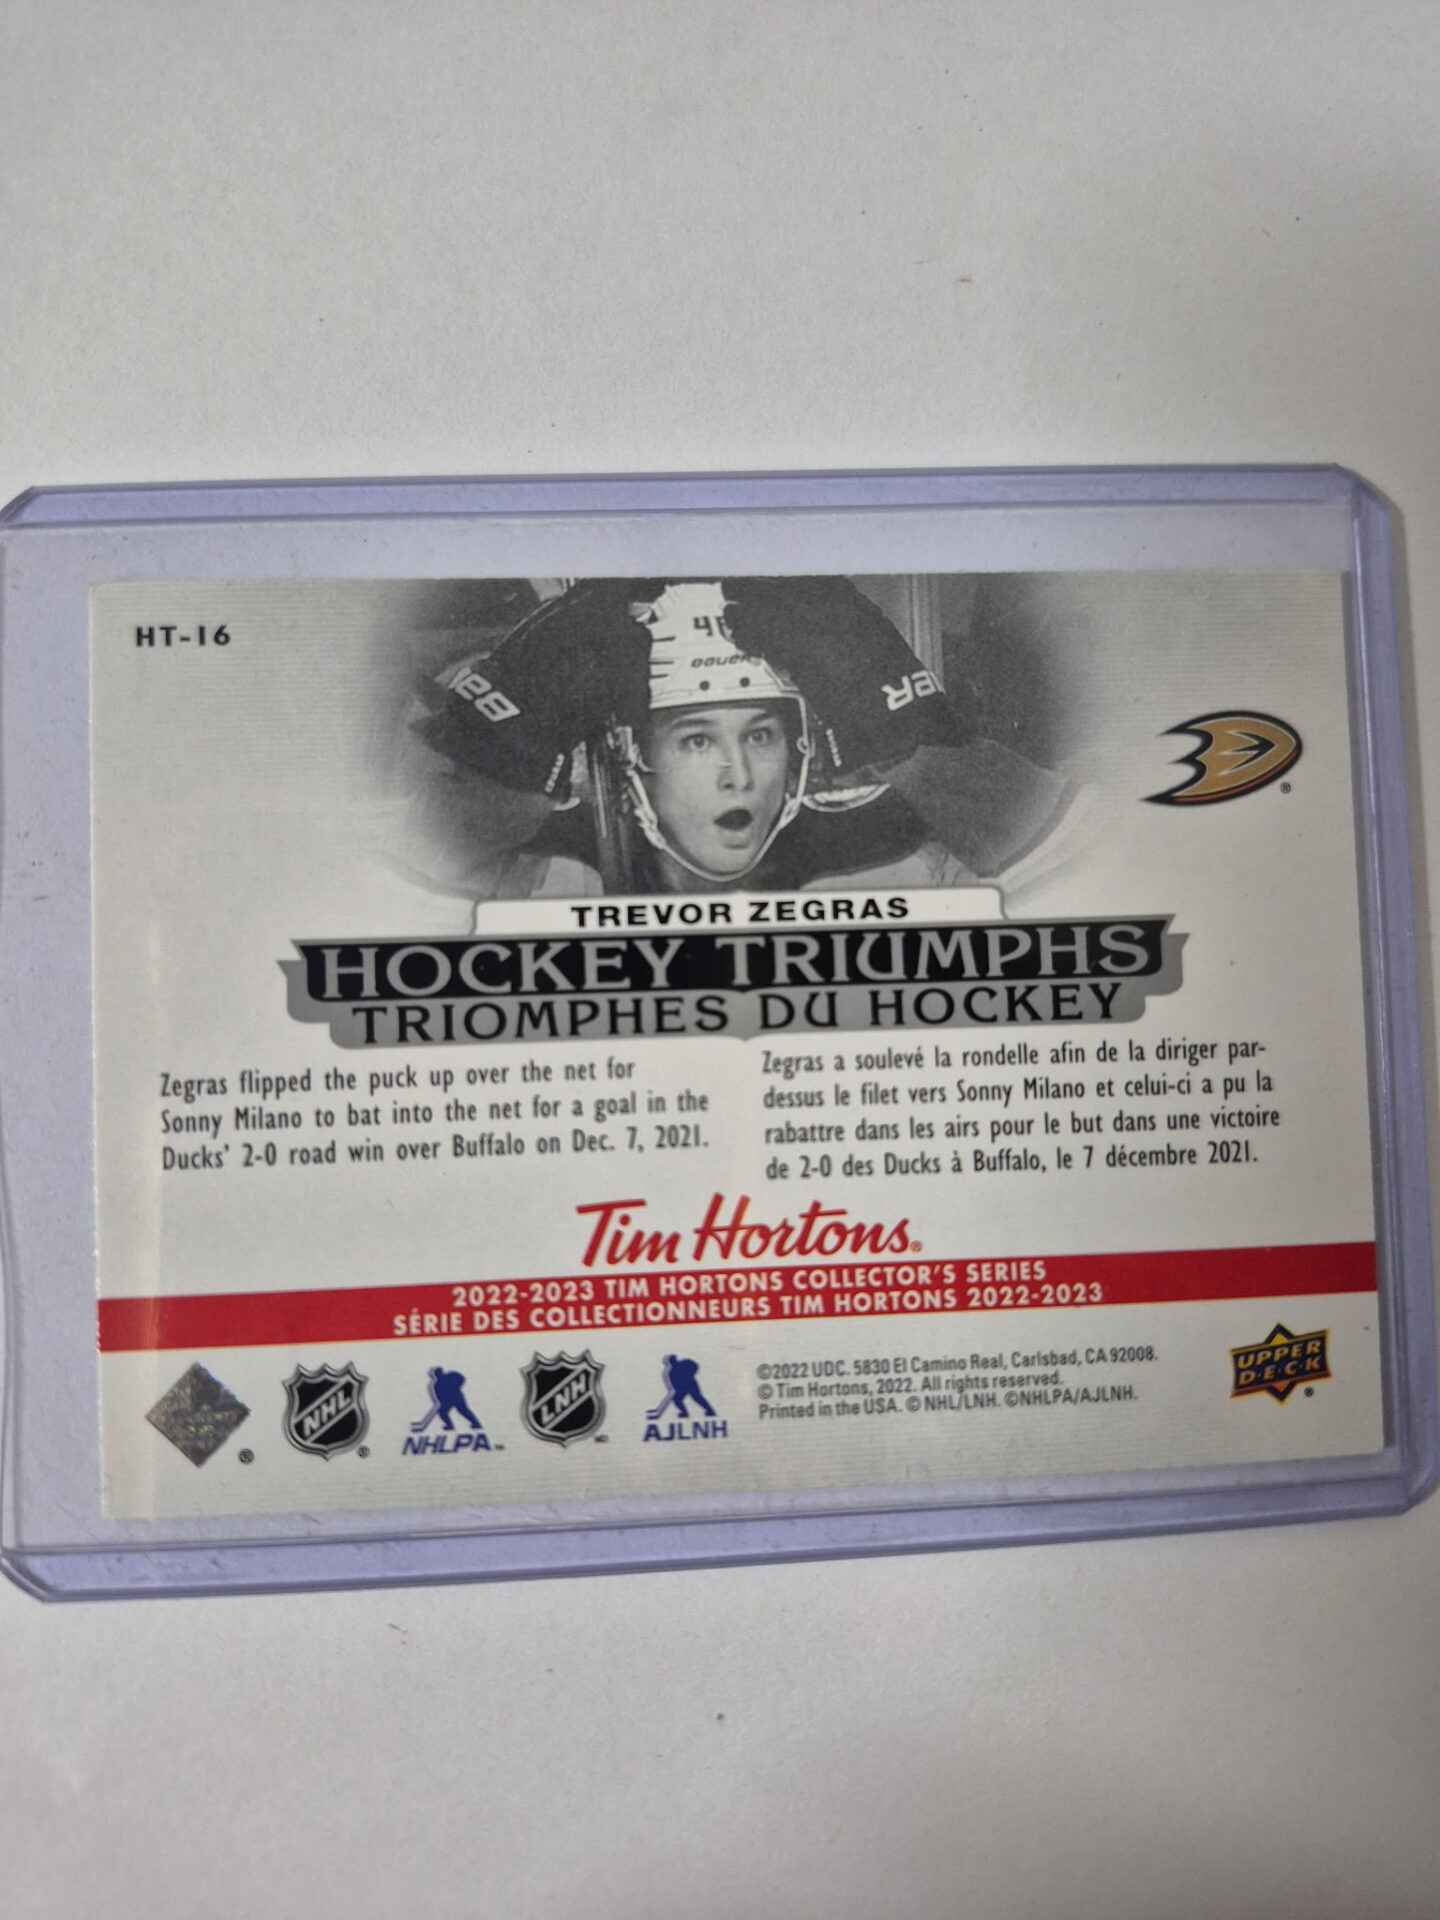 HT-16
46
BAUER
BA
ER
TREVOR ZEGRAS
HOCKEY TRIUMPHS
TRIOMPHES DU HOCKEY
Zegras flipped the puck up over the net for
Sonny Milano to bat into the net for a goal in the
Ducks' 2-0 road win over Buffalo on Dec. 7, 2021.
Zegras a soulevé la rondelle afin de la diriger par-
dessus le filet vers Sonny Milano et celui-ci a pu la
rabattre dans les airs pour le but dans une victoire
de 2-0 des Ducks à Buffalo, le 7 décembre 2021.
Tim Hortons®
2022-2023 TIM HORTONS COLLECTOR'S SERIES
SÉRIE DES COLLECTIONNEURS TIM HORTONS 2022-2023
NHL®
NHLPA™
LNH
AJLNH
©2022 UDC. 5830 El Camino Real, Carlsbad, CA 92008.
© Tim Hortons, 2022. All rights reserved.
Printed in the USA. © NHL/LNH. ©NHLPA/AJLNH.
UPPER
D·E·C·K®